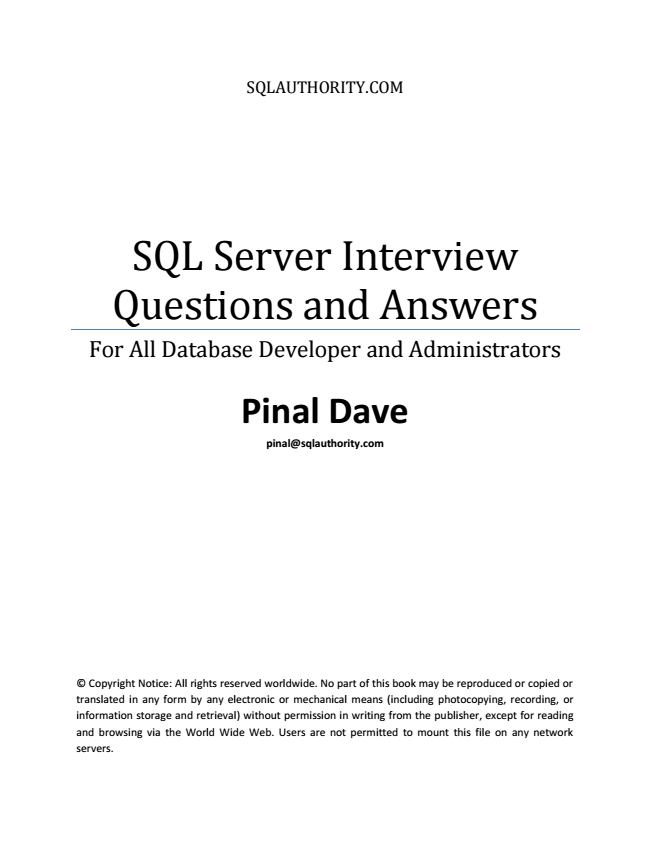 SQLAUTHORITY.COM
SQL Server Interview
Questions and Answers
For All Database Developer and Administrators
Pinal Dave
pinal@sqlauthority.com
© Copyright Notice: All rights reserved worldwide. No part of this book may be reproduced or copied or
translated in any form by any electronic or mechanical means (including photocopying, recording, or
information storage and retrieval) without permission in writing from the publisher, except for reading
and browsing via the World Wide Web. Users are not permitted to mount this file on any network
servers.